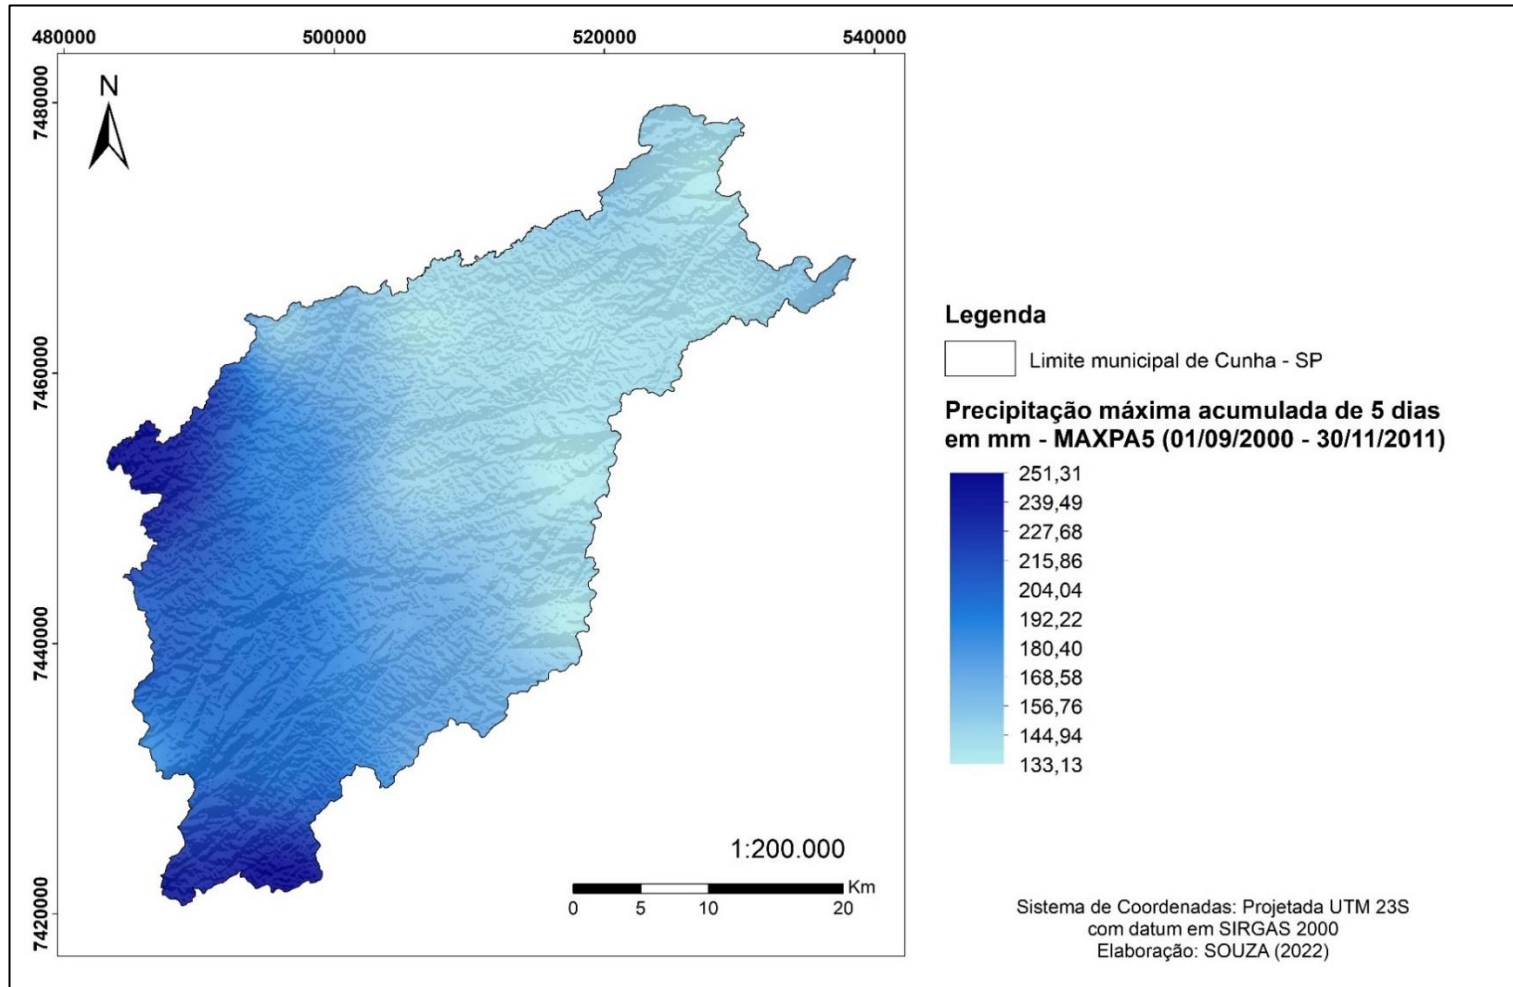 480000
500000
520000
540000
N
7480000
7460000
7440000
7420000
1:200.000
Km
0
5
10
20
Legenda
Limite municipal de Cunha - SP
Precipitação máxima acumulada de 5 dias
em mm - MAXPA5 (01/09/2000 - 30/11/2011)
251,31
239,49
227,68
215,86
204,04
192,22
180,40
168,58
156,76
144,94
133,13
Sistema de Coordenadas: Projetada UTM 23S
com datum em SIRGAS 2000
Elaboração: SOUZA (2022)